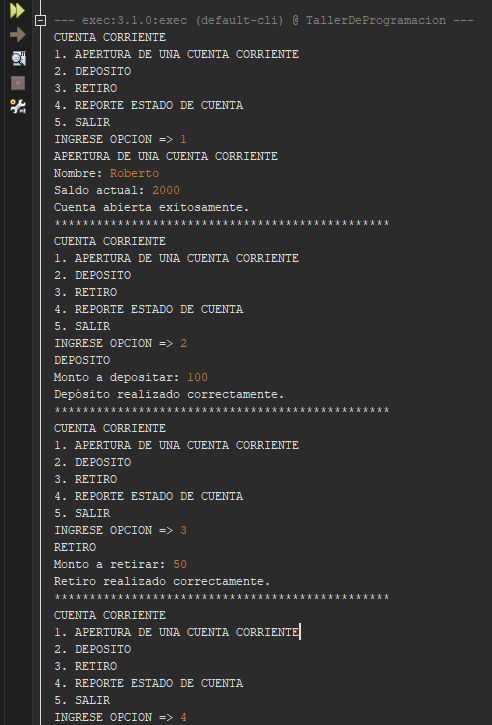 --- exec:3.1.0:exec (default-cli) @ TallerDeProgramacion ---
CUENTA CORRIENTE
1. APERTURA DE UNA CUENTA CORRIENTE
2. DEPOSITO
3. RETIRO
4. REPORTE ESTADO DE CUENTA
5. SALIR
INGRESE OPCION => 1
APERTURA DE UNA CUENTA CORRIENTE
Nombre: Roberto
Saldo actual: 2000
Cuenta abierta exitosamente.
************************************************
CUENTA CORRIENTE
1. APERTURA DE UNA CUENTA CORRIENTE
2. DEPOSITO
3. RETIRO
4. REPORTE ESTADO DE CUENTA
5. SALIR
INGRESE OPCION => 2
DEPOSITO
Monto a depositar: 100
Depósito realizado correctamente.
************************************************
CUENTA CORRIENTE
1. APERTURA DE UNA CUENTA CORRIENTE
2. DEPOSITO
3. RETIRO
4. REPORTE ESTADO DE CUENTA
5. SALIR
INGRESE OPCION => 3
RETIRO
Monto a retirar: 50
Retiro realizado correctamente.
************************************************
CUENTA CORRIENTE
1. APERTURA DE UNA CUENTA CORRIENTE
2. DEPOSITO
3. RETIRO
4. REPORTE ESTADO DE CUENTA
5. SALIR
INGRESE OPCION => 4